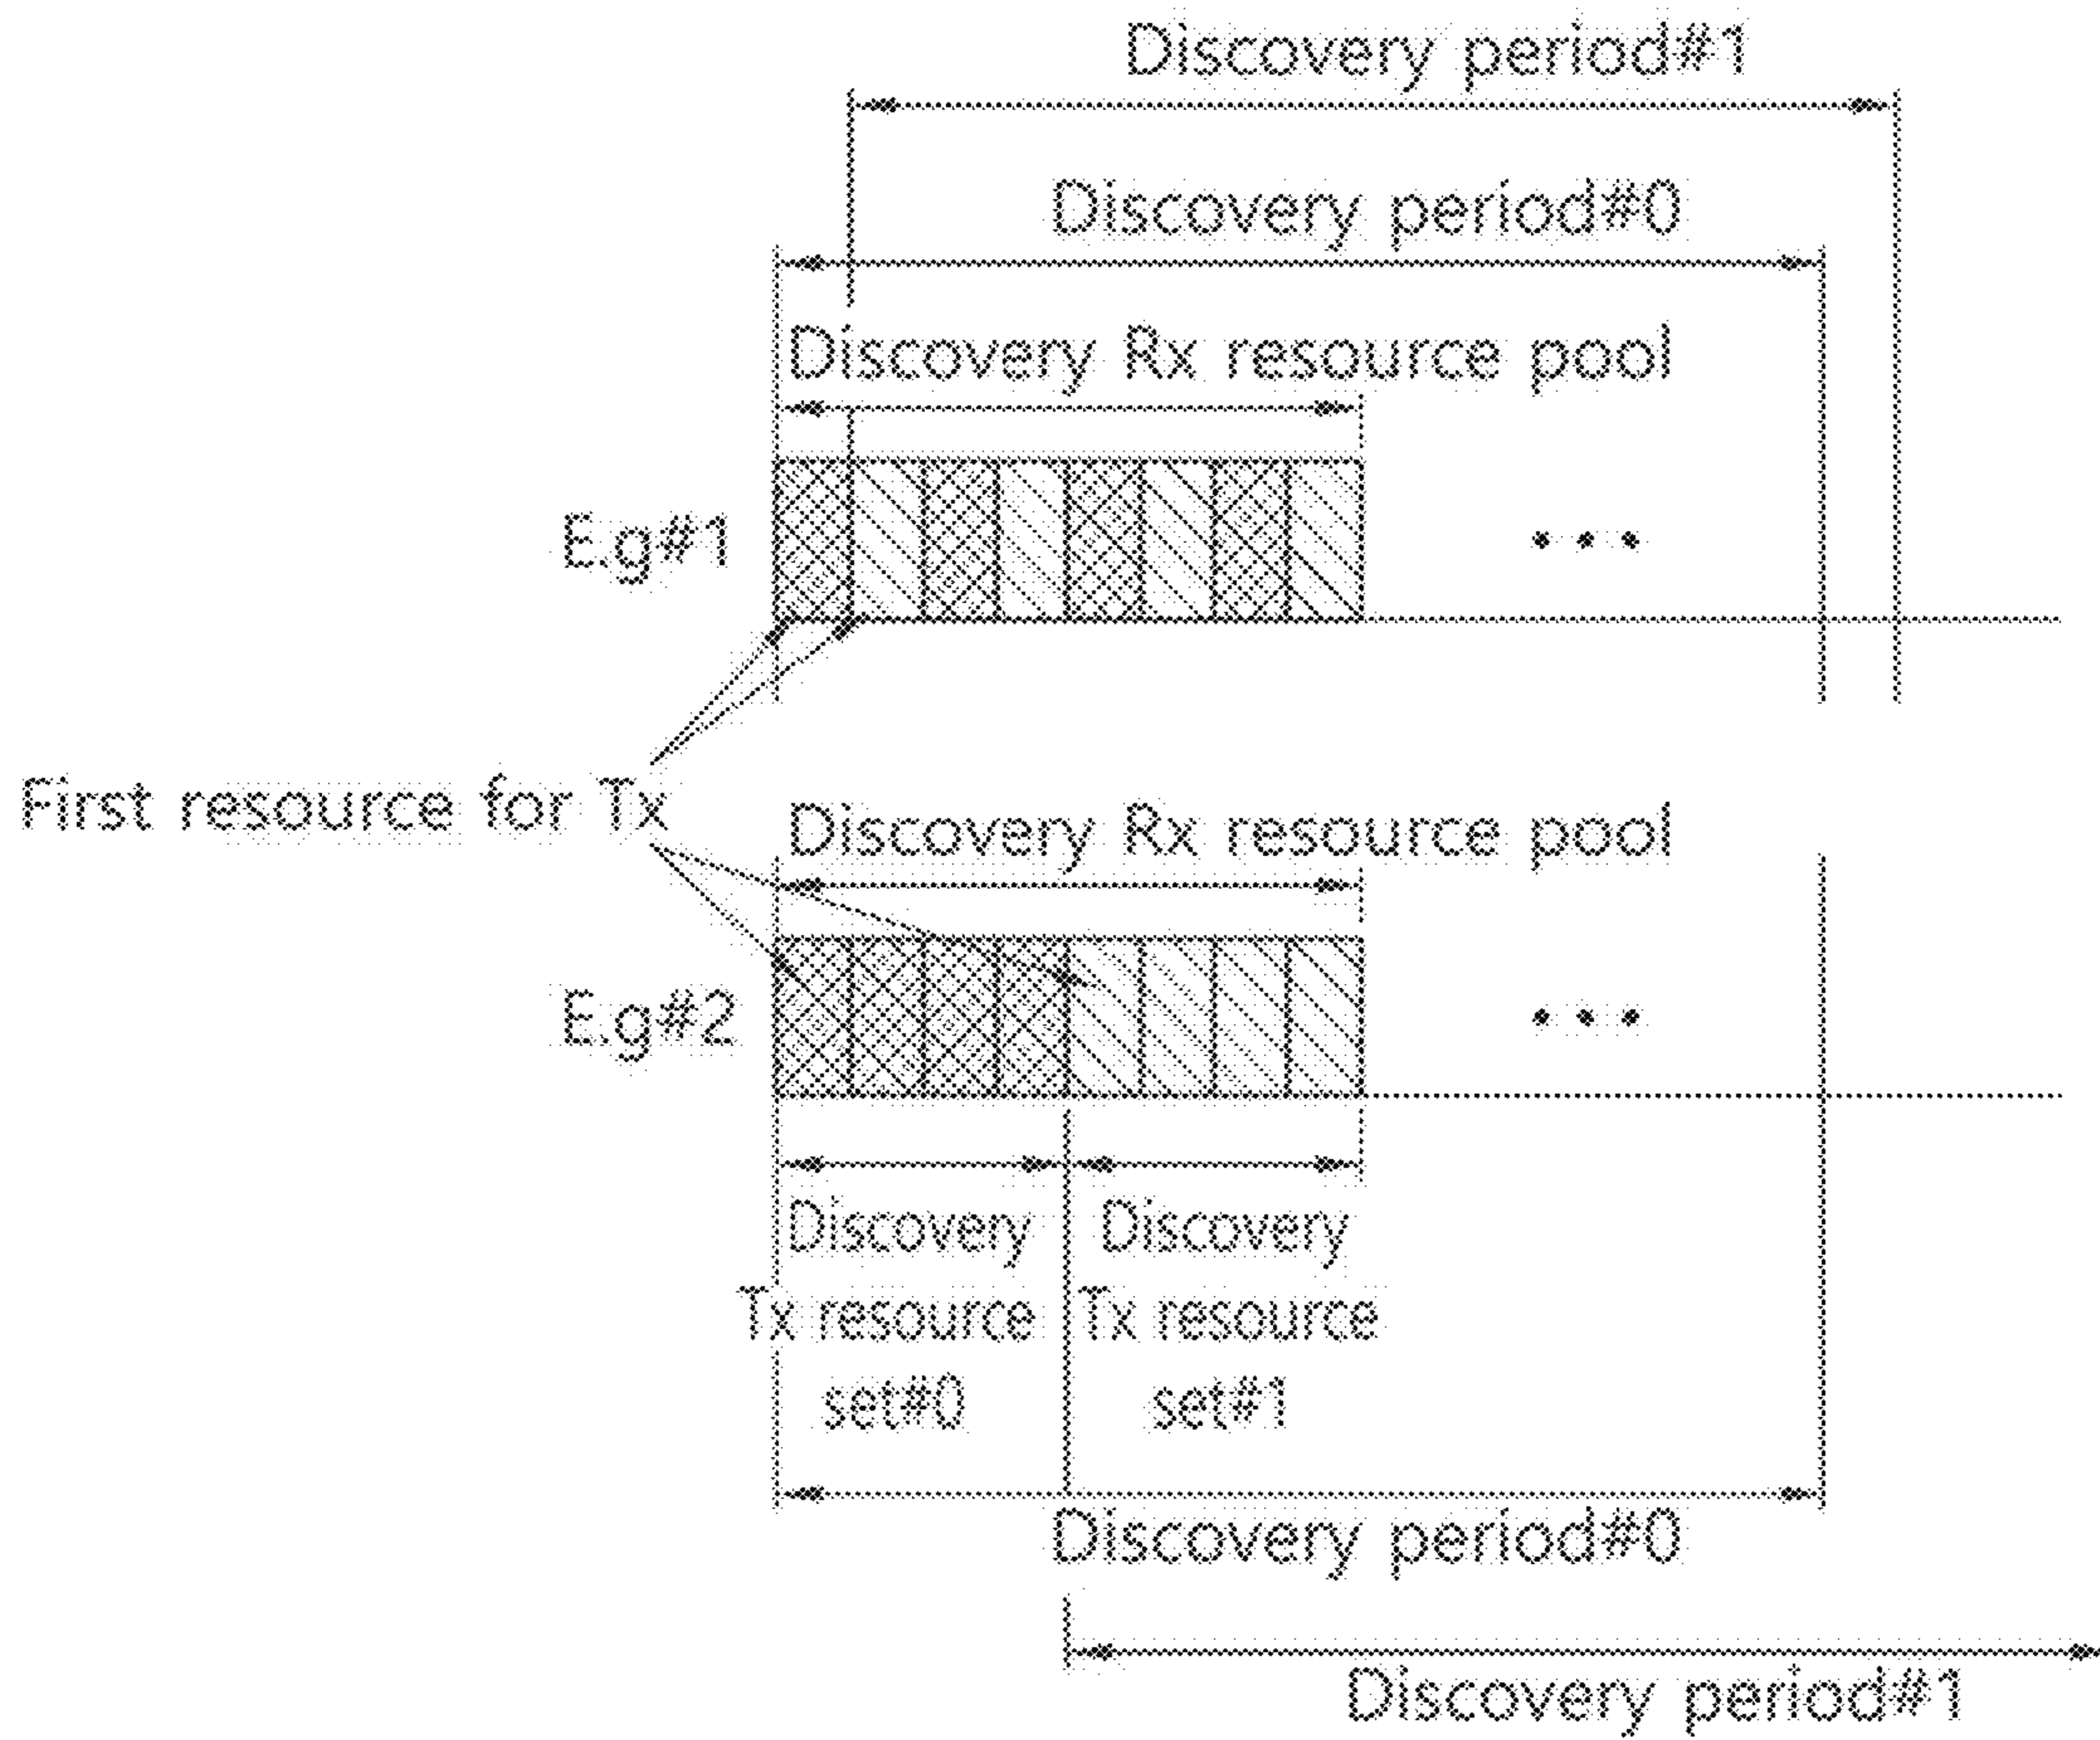 Discovery period#1
Discovery period#0
Discovery Rx resource pool
E.g#1
First resource for Tx
Discovery Rx resource pool
E.g#2
Discovery
Tx resource
set#0
Discovery
Tx resource
set#1
Discovery period#0
Discovery period#1